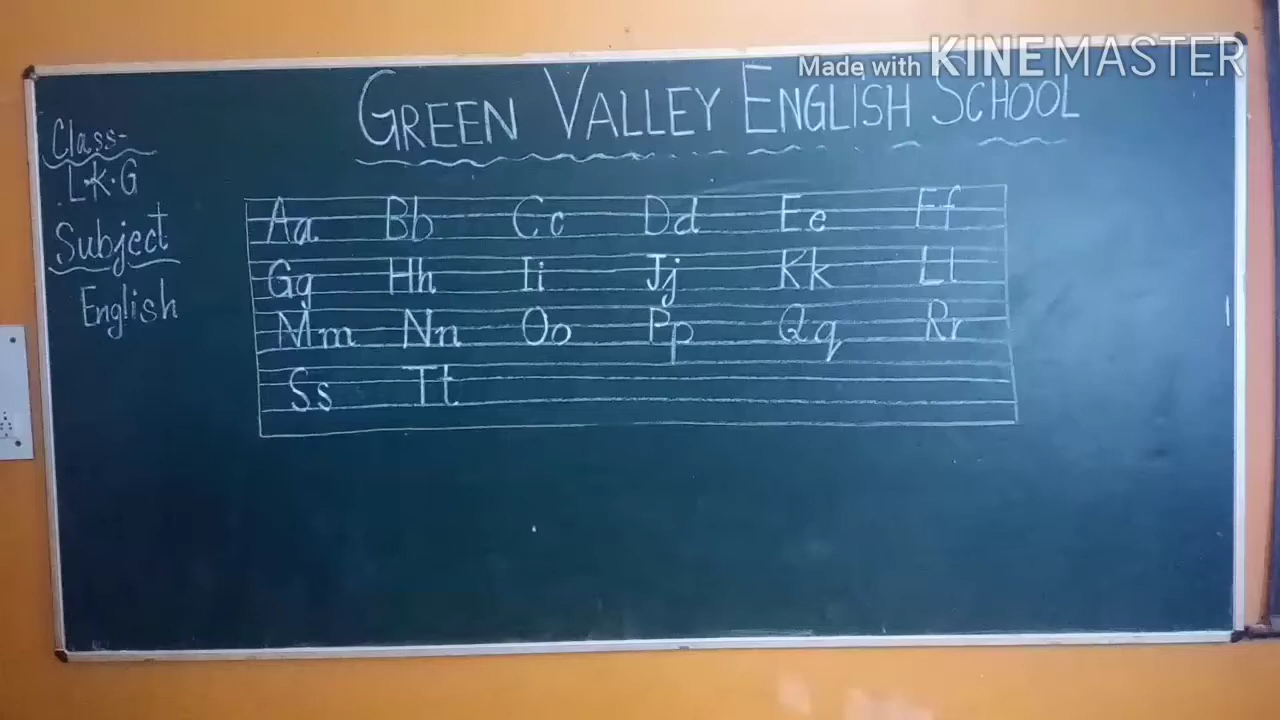 Made with KINEMASTER
GREEN VALLEY ENGLISH SCHOOL
Class-
L.K.G
Subject
English
Aa Bb Cc Dd Ee Ff
Gg Hh Ii Jj Kk Ll
Mm Nn Oo Pp Qq Rr
Ss Tt